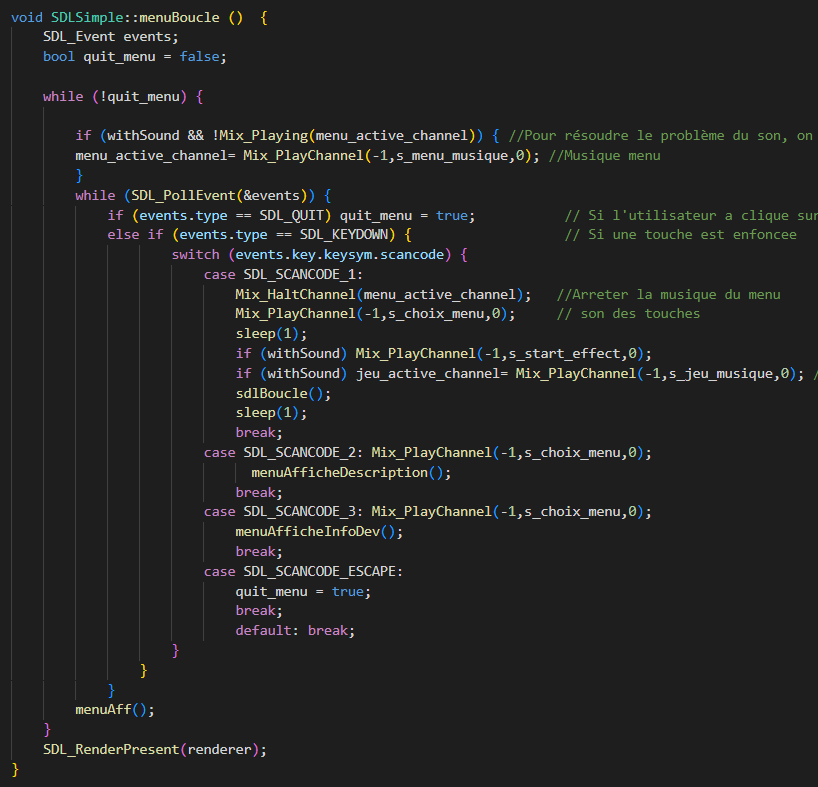 void SDLSimple::menuBoucle ()  {
    SDL_Event events;
    bool quit_menu = false;

    while (!quit_menu) {

        if (withSound && !Mix_Playing(menu_active_channel)) { //Pour résoudre le problème du son, on
        menu_active_channel= Mix_PlayChannel(-1,s_menu_musique,0); //Musique menu
        }
        while (SDL_PollEvent(&events)) {
            if (events.type == SDL_QUIT) quit_menu = true;           // Si l'utilisateur a clique sur
            else if (events.type == SDL_KEYDOWN) {                   // Si une touche est enfoncee
                    switch (events.key.keysym.scancode) {
                        case SDL_SCANCODE_1:
                            Mix_HaltChannel(menu_active_channel);   //Arreter la musique du menu
                            Mix_PlayChannel(-1,s_choix_menu,0);     // son des touches
                            sleep(1);
                            if (withSound) Mix_PlayChannel(-1,s_start_effect,0);
                            if (withSound) jeu_active_channel= Mix_PlayChannel(-1,s_jeu_musique,0); /
                            sdlBoucle();
                            sleep(1);
                            break;
                        case SDL_SCANCODE_2: Mix_PlayChannel(-1,s_choix_menu,0);
                              menuAfficheDescription();
                            break;
                        case SDL_SCANCODE_3: Mix_PlayChannel(-1,s_choix_menu,0);
                            menuAfficheInfoDev();
                            break;
                        case SDL_SCANCODE_ESCAPE:
                            quit_menu = true;
                            break;
                            default: break;
                    }
                }
            }
        menuAff();
    }
    SDL_RenderPresent(renderer);
}